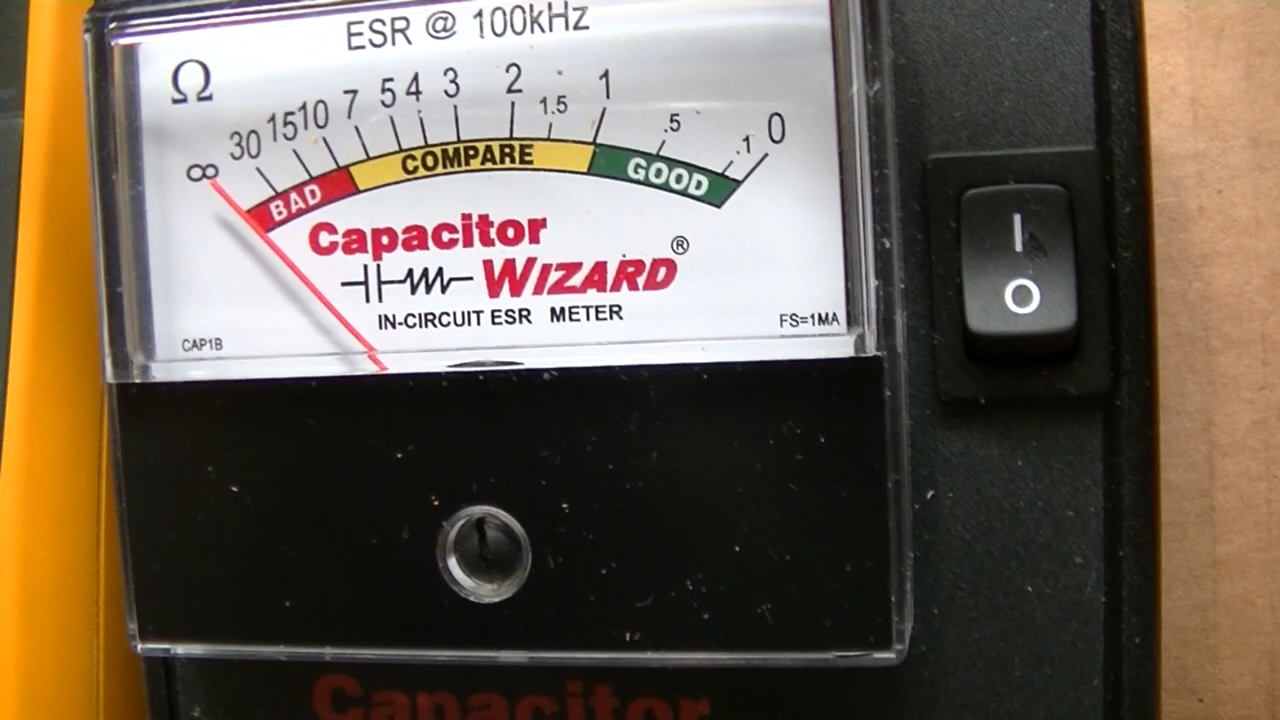 ESR @ 100kHz
Ω
∞ 30 15 10 7 5 4 3 2 1.5 1 .5 .1 0
BAD COMPARE GOOD
Capacitor
WIZARD®
IN-CIRCUIT ESR METER
CAP1B FS=1MA
I
O
Capacitor